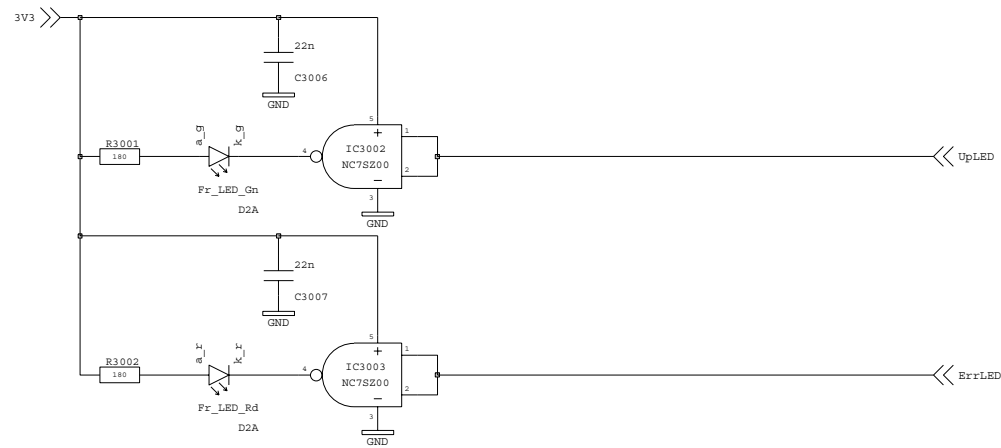 3V3
22n
C3006
GND
5
+
a_g
k_g
R3001
180
4
IC3002
NC7SZ00
1
2
UpLED
Fr_LED_Gn
D2A
3
GND
22n
C3007
GND
5
+
a_r
k_r
R3002
180
4
IC3003
NC7SZ00
1
2
ErrLED
Fr_LED_Rd
D2A
3
GND